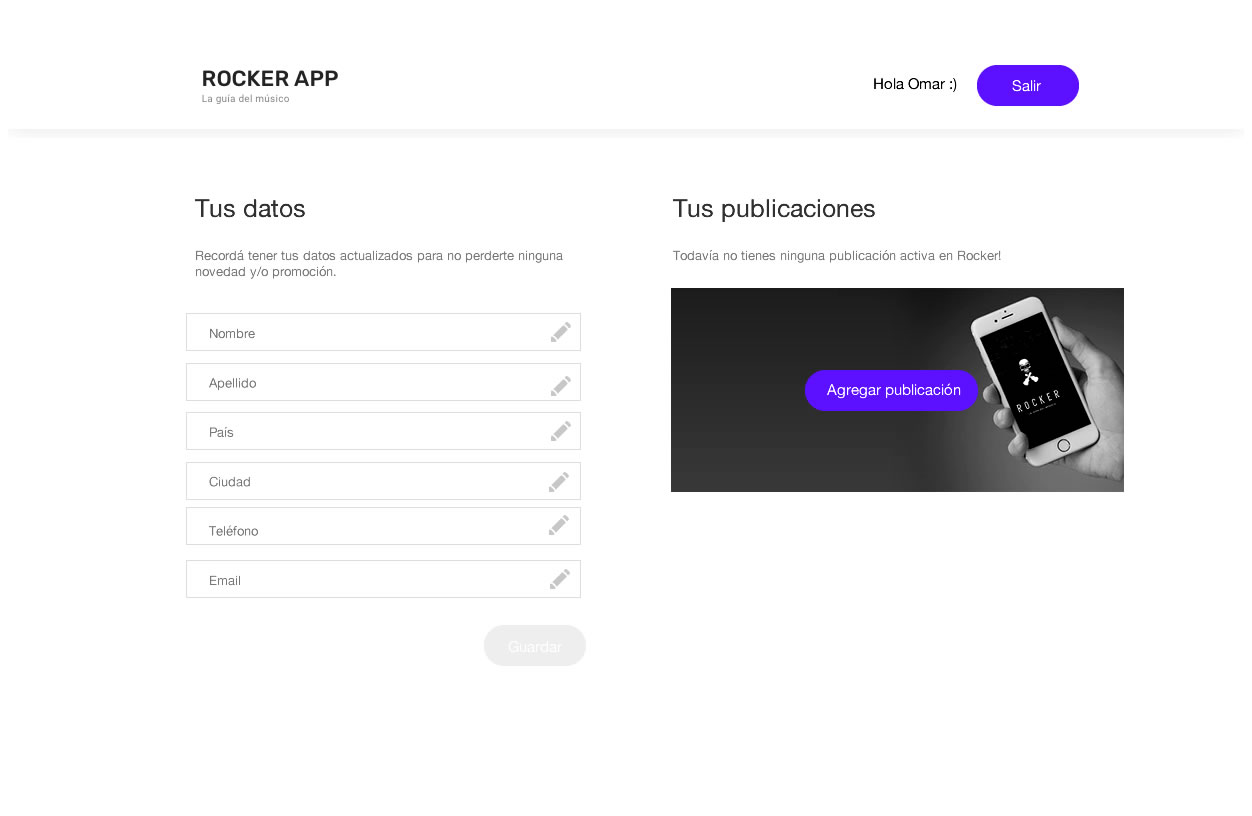 ROCKER APP
La guía del músico
Hola Omar :)
Salir
Tus datos
Recordá tener tus datos actualizados para no perderte ninguna
novedad y/o promoción.
Nombre
Apellido
País
Ciudad
Teléfono
Email
Guardar
Tus publicaciones
Todavía no tienes ninguna publicación activa en Rocker!
Agregar publicación
ROCKER